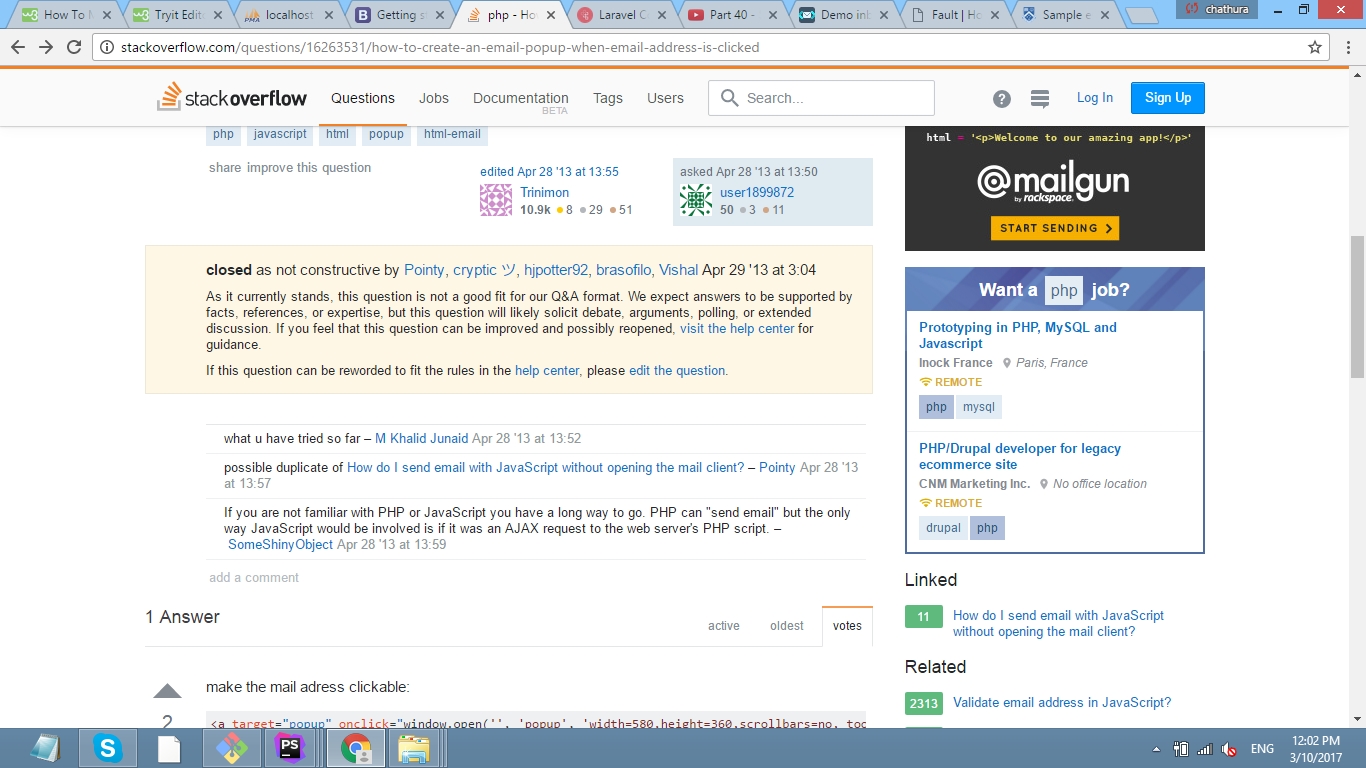 How To M
Tryit Edit
localhost
Getting s
php - Ho
Laravel C
Part 40 -
Demo in
Fault | Ho
Sample e
chathura
stackoverflow.com/questions/16263531/how-to-create-an-email-popup-when-email-address-is-clicked
stackoverflow
Questions
Jobs
Documentation
BETA
Tags
Users
Search...
Log In
Sign Up
php javascript html popup html-email
share improve this question
edited Apr 28 '13 at 13:55
Trinimon
10.9k 8 29 51
asked Apr 28 '13 at 13:50
user1899872
50 3 11
closed as not constructive by Pointy, cryptic ツ, hjpotter92, brasofilo, Vishal Apr 29 '13 at 3:04
As it currently stands, this question is not a good fit for our Q&A format. We expect answers to be supported by
facts, references, or expertise, but this question will likely solicit debate, arguments, polling, or extended
discussion. If you feel that this question can be improved and possibly reopened, visit the help center for
guidance.
If this question can be reworded to fit the rules in the help center, please edit the question.
what u have tried so far – M Khalid Junaid Apr 28 '13 at 13:52
possible duplicate of How do I send email with JavaScript without opening the mail client? – Pointy Apr 28 '13
at 13:57
If you are not familiar with PHP or JavaScript you have a long way to go. PHP can "send email" but the only
way JavaScript would be involved is if it was an AJAX request to the web server's PHP script. –
SomeShinyObject Apr 28 '13 at 13:59
add a comment
1 Answer
active
oldest
votes
make the mail adress clickable:
2
<a target="popup" onclick="window.open('', 'popup', 'width=580,height=360,scrollbars=no, too
html = '<p>Welcome to our amazing app!</p>'
@mailgun
by rackspace.
START SENDING
Want a php job?
Prototyping in PHP, MySQL and
Javascript
Inock France Paris, France
REMOTE
php mysql
PHP/Drupal developer for legacy
ecommerce site
CNM Marketing Inc. No office location
REMOTE
drupal php
Linked
11 How do I send email with JavaScript
without opening the mail client?
Related
2313 Validate email address in JavaScript?
PS
ENG
12:02 PM
3/10/2017